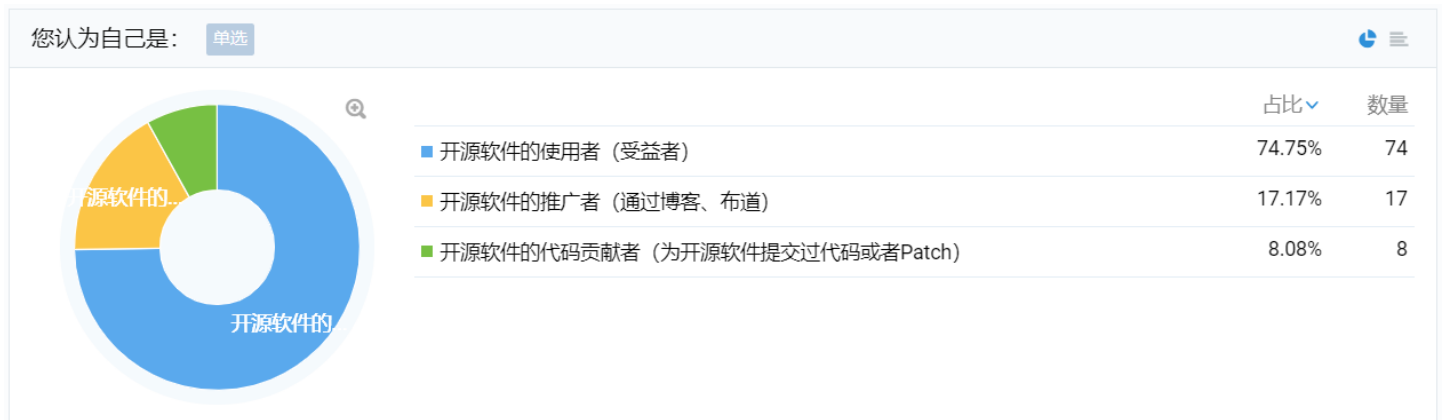 您认为自己是： 单选
占比 数量
开源软件的使用者（受益者） 74.75% 74
开源软件的推广者（通过博客、布道） 17.17% 17
开源软件的代码贡献者（为开源软件提交过代码或者Patch） 8.08% 8
开源软件的...
开源软件的...